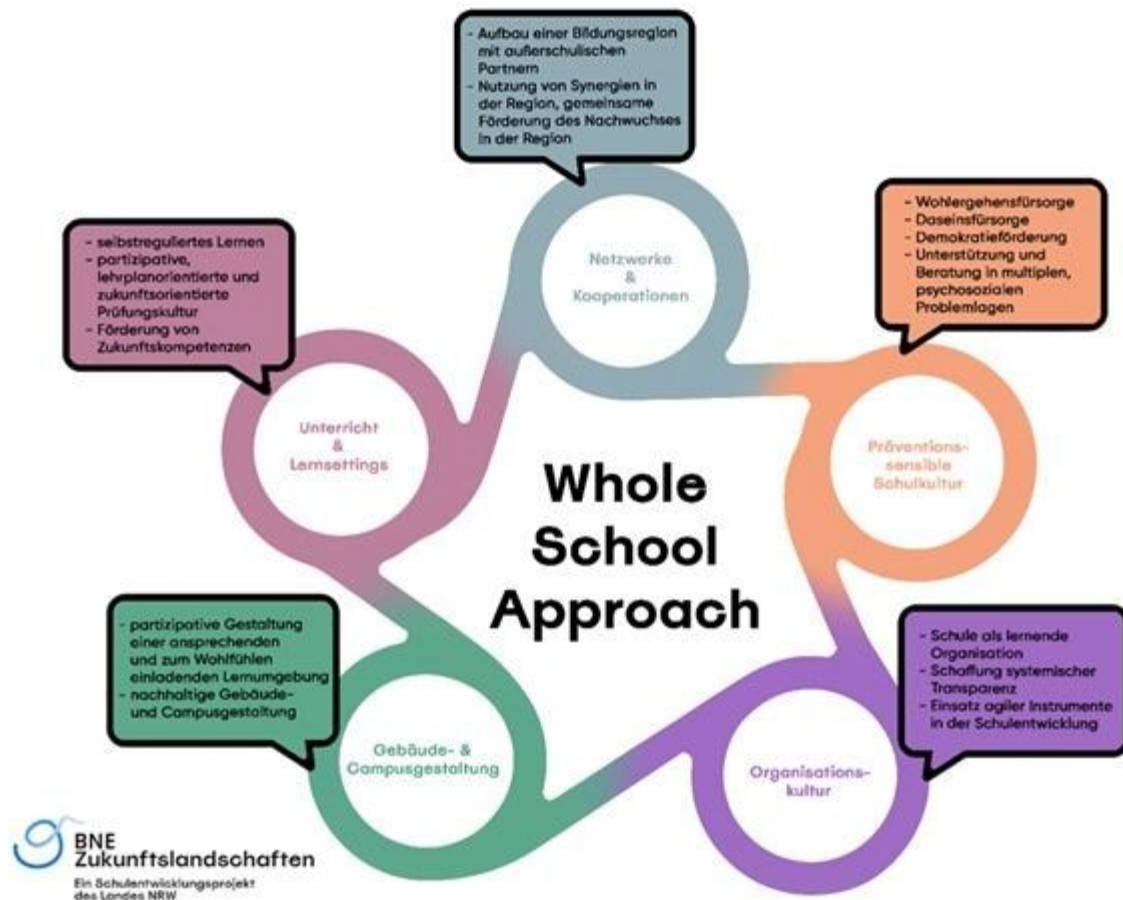 - Aufbau einer Bildungsregion
mit außerschulischen
Partnern
- Nutzung von Synergien in
der Region, gemeinsame
Förderung des Nachwuchses
in der Region
Netzwerke
&
Kooperationen
- Wohlergehensfürsorge
- Daseinsfürsorge
- Demokratieförderung
- Unterstützung und
Beratung in multiplen,
psychosozialen
Problemlagen
Präventions-
sensible
Schulkultur
- selbstreguliertes Lernen
- partizipative,
lehrplanorientierte und
zukunftsorientierte
Prüfungskultur
- Förderung von
Zukunftskompetenzen
Unterricht
&
Lernsettings
Whole
School
Approach
- partizipative Gestaltung
einer ansprechenden
und zum Wohlfühlen
einladenden Lernumgebung
- nachhaltige Gebäude-
und Campusgestaltung
Gebäude- &
Campusgestaltung
- Schule als lernende
Organisation
- Schaffung systemischer
Transparenz
- Einsatz agiler Instrumente
in der Schulentwicklung
Organisations-
kultur
BNE
Zukunftslandschaften
Ein Schulentwicklungsprojekt
des Landes NRW